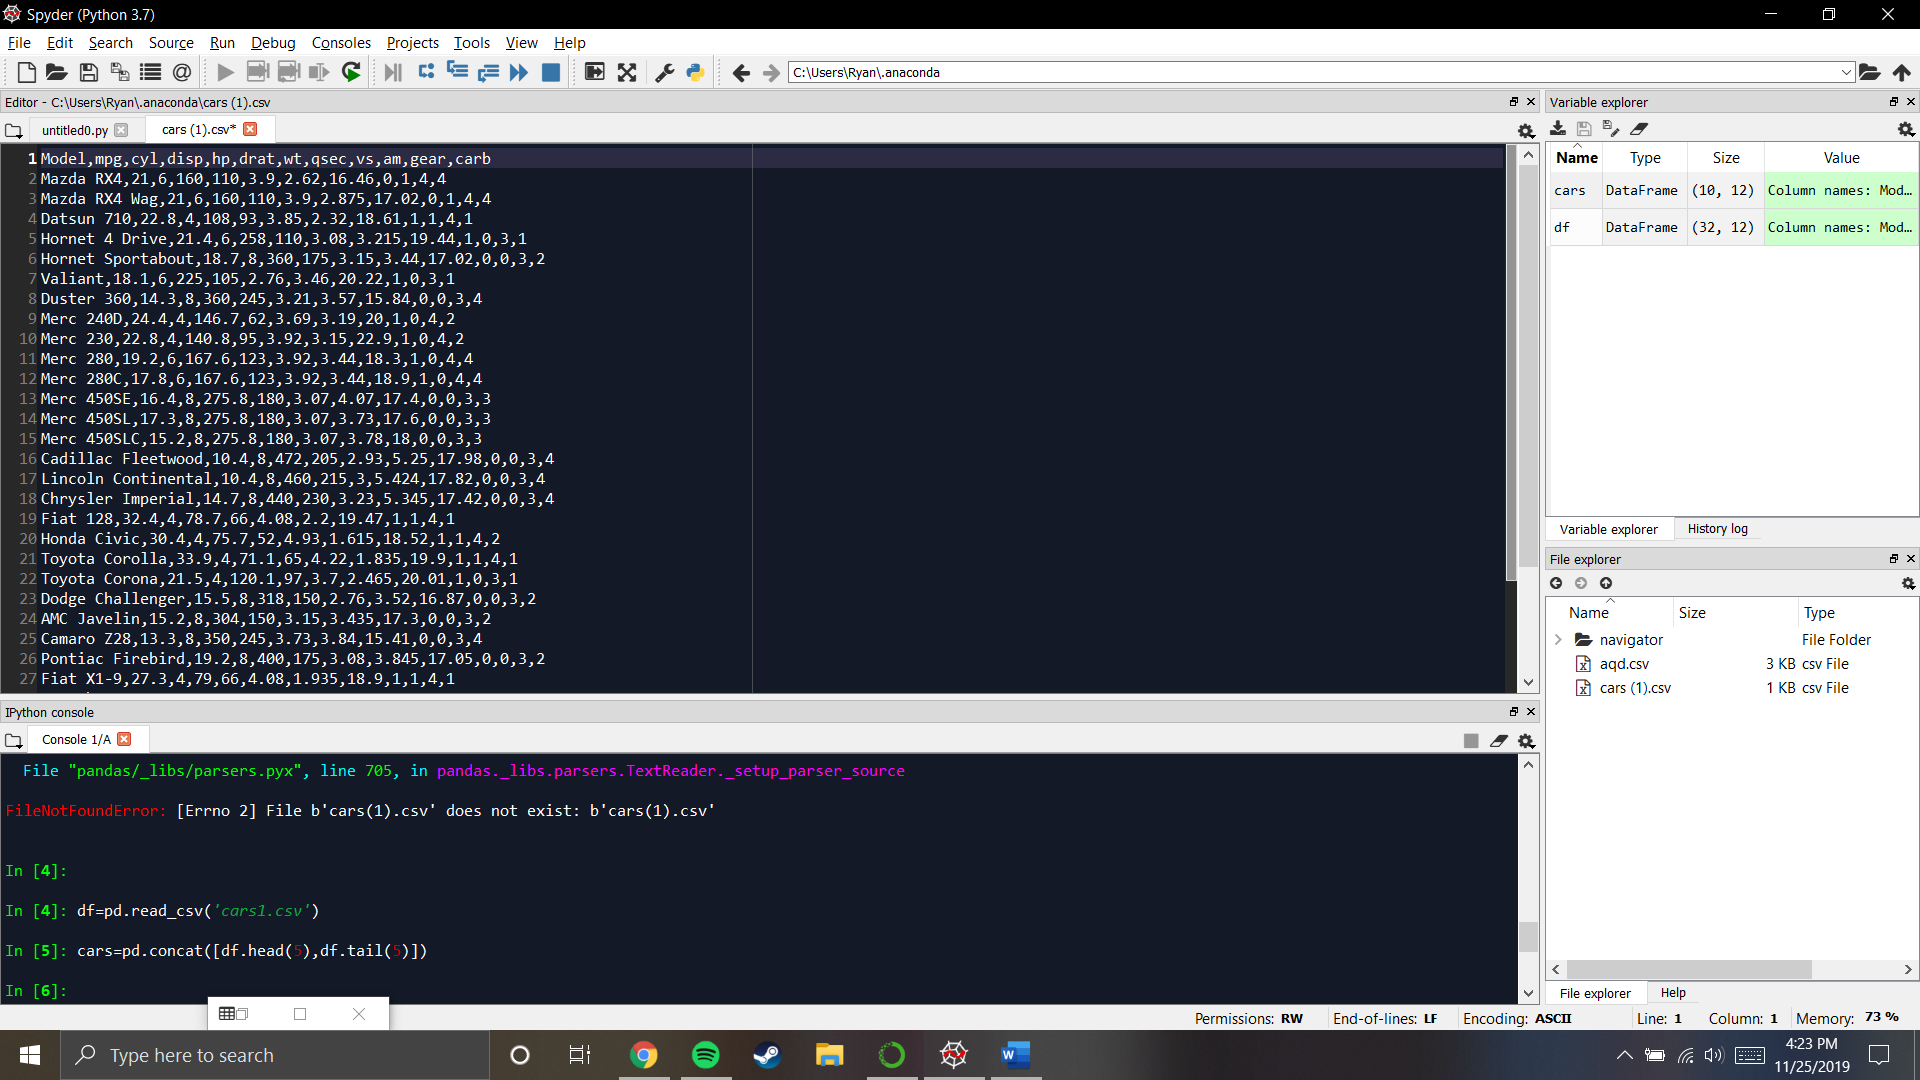 Spyder (Python 3.7)
File Edit Search Source Run Debug Consoles Projects Tools View Help
C:\Users\Ryan\.anaconda
Editor - C:\Users\Ryan\.anaconda\cars (1).csv
untitled0.py
cars (1).csv*
1 Model,mpg,cyl,disp,hp,drat,wt,qsec,vs,am,gear,carb
2 Mazda RX4,21,6,160,110,3.9,2.62,16.46,0,1,4,4
3 Mazda RX4 Wag,21,6,160,110,3.9,2.875,17.02,0,1,4,4
4 Datsun 710,22.8,4,108,93,3.85,2.32,18.61,1,1,4,1
5 Hornet 4 Drive,21.4,6,258,110,3.08,3.215,19.44,1,0,3,1
6 Hornet Sportabout,18.7,8,360,175,3.15,3.44,17.02,0,0,3,2
7 Valiant,18.1,6,225,105,2.76,3.46,20.22,1,0,3,1
8 Duster 360,14.3,8,360,245,3.21,3.57,15.84,0,0,3,4
9 Merc 240D,24.4,4,146.7,62,3.69,3.19,20,1,0,4,2
10 Merc 230,22.8,4,140.8,95,3.92,3.15,22.9,1,0,4,2
11 Merc 280,19.2,6,167.6,123,3.92,3.44,18.3,1,0,4,4
12 Merc 280C,17.8,6,167.6,123,3.92,3.44,18.9,1,0,4,4
13 Merc 450SE,16.4,8,275.8,180,3.07,4.07,17.4,0,0,3,3
14 Merc 450SL,17.3,8,275.8,180,3.07,3.73,17.6,0,0,3,3
15 Merc 450SLC,15.2,8,275.8,180,3.07,3.78,18,0,0,3,3
16 Cadillac Fleetwood,10.4,8,472,205,2.93,5.25,17.98,0,0,3,4
17 Lincoln Continental,10.4,8,460,215,3,5.424,17.82,0,0,3,4
18 Chrysler Imperial,14.7,8,440,230,3.23,5.345,17.42,0,0,3,4
19 Fiat 128,32.4,4,78.7,66,4.08,2.2,19.47,1,1,4,1
20 Honda Civic,30.4,4,75.7,52,4.93,1.615,18.52,1,1,4,2
21 Toyota Corolla,33.9,4,71.1,65,4.22,1.835,19.9,1,1,4,1
22 Toyota Corona,21.5,4,120.1,97,3.7,2.465,20.01,1,0,3,1
23 Dodge Challenger,15.5,8,318,150,2.76,3.52,16.87,0,0,3,2
24 AMC Javelin,15.2,8,304,150,3.15,3.435,17.3,0,0,3,2
25 Camaro Z28,13.3,8,350,245,3.73,3.84,15.41,0,0,3,4
26 Pontiac Firebird,19.2,8,400,175,3.08,3.845,17.05,0,0,3,2
27 Fiat X1-9,27.3,4,79,66,4.08,1.935,18.9,1,1,4,1
IPython console
Console 1/A
File "pandas/_libs/parsers.pyx", line 705, in pandas._libs.parsers.TextReader._setup_parser_source
FileNotFoundError: [Errno 2] File b'cars(1).csv' does not exist: b'cars(1).csv'
In [4]:
In [4]: df=pd.read_csv('cars1.csv')
In [5]: cars=pd.concat([df.head(5),df.tail(5)])
In [6]:
Variable explorer
Name Type Size Value
cars DataFrame (10, 12) Column names: Mod…
df DataFrame (32, 12) Column names: Mod…
Variable explorer History log
File explorer
Name Size Type
navigator File Folder
aqd.csv 3 KB csv File
cars (1).csv 1 KB csv File
File explorer Help
Permissions: RW End-of-lines: LF Encoding: ASCII Line: 1 Column: 1 Memory: 73 %
Type here to search
4:23 PM
11/25/2019